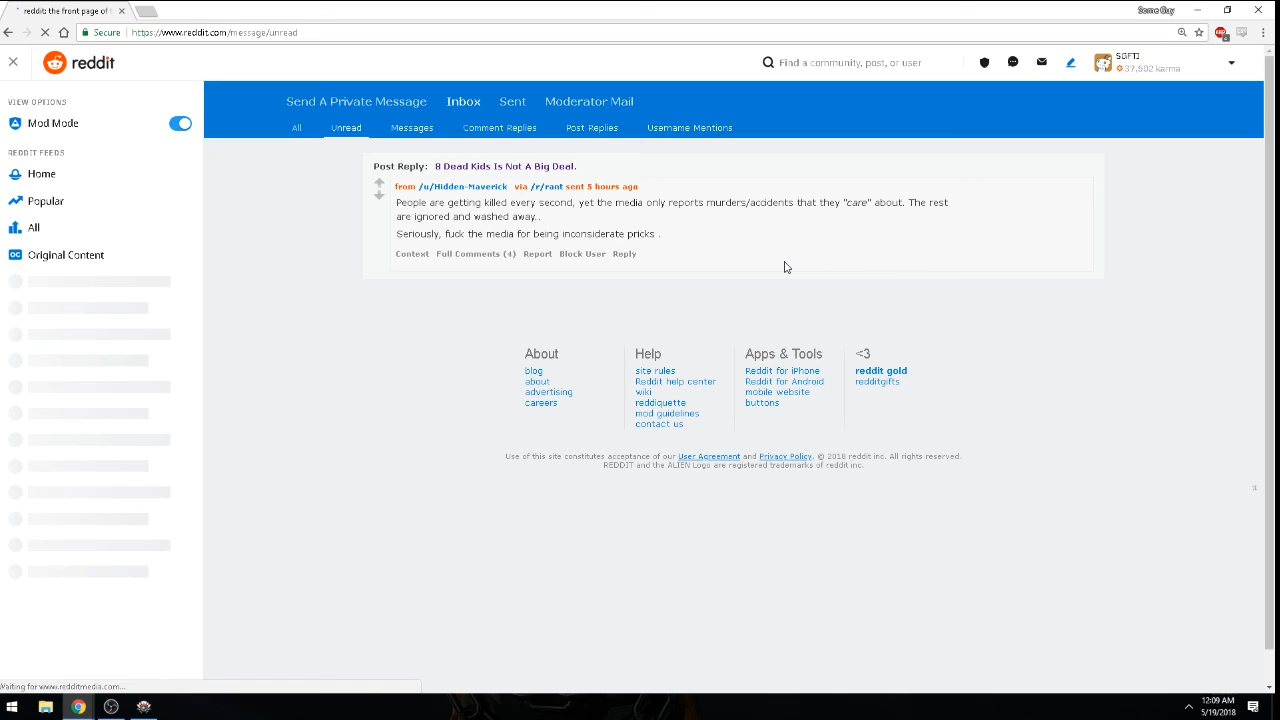 reddit: the front page of t
Some Guy
Secure
https://www.reddit.com/message/unread
reddit
Find a community, post, or user
SGFTI
37,502 karma
VIEW OPTIONS
Mod Mode
REDDIT FEEDS
Home
Popular
All
OC Original Content
Send A Private Message Inbox Sent Moderator Mail
All Unread Messages Comment Replies Post Replies Username Mentions
Post Reply: 8 Dead Kids Is Not A Big Deal.
from /u/Hidden-Maverick via /r/rant sent 5 hours ago
People are getting killed every second, yet the media only reports murders/accidents that they "care" about. The rest
are ignored and washed away..
Seriously, fuck the media for being inconsiderate pricks .
Context Full Comments (4) Report Block User Reply
About
blog
about
advertising
careers
Help
site rules
Reddit help center
wiki
reddiquette
mod guidelines
contact us
Apps & Tools
Reddit for iPhone
Reddit for Android
mobile website
buttons
<3
reddit gold
redditgifts
Use of this site constitutes acceptance of our User Agreement and Privacy Policy. © 2018 reddit inc. All rights reserved.
REDDIT and the ALIEN Logo are registered trademarks of reddit inc.
π
Waiting for www.redditmedia.com...
12:09 AM
5/19/2018